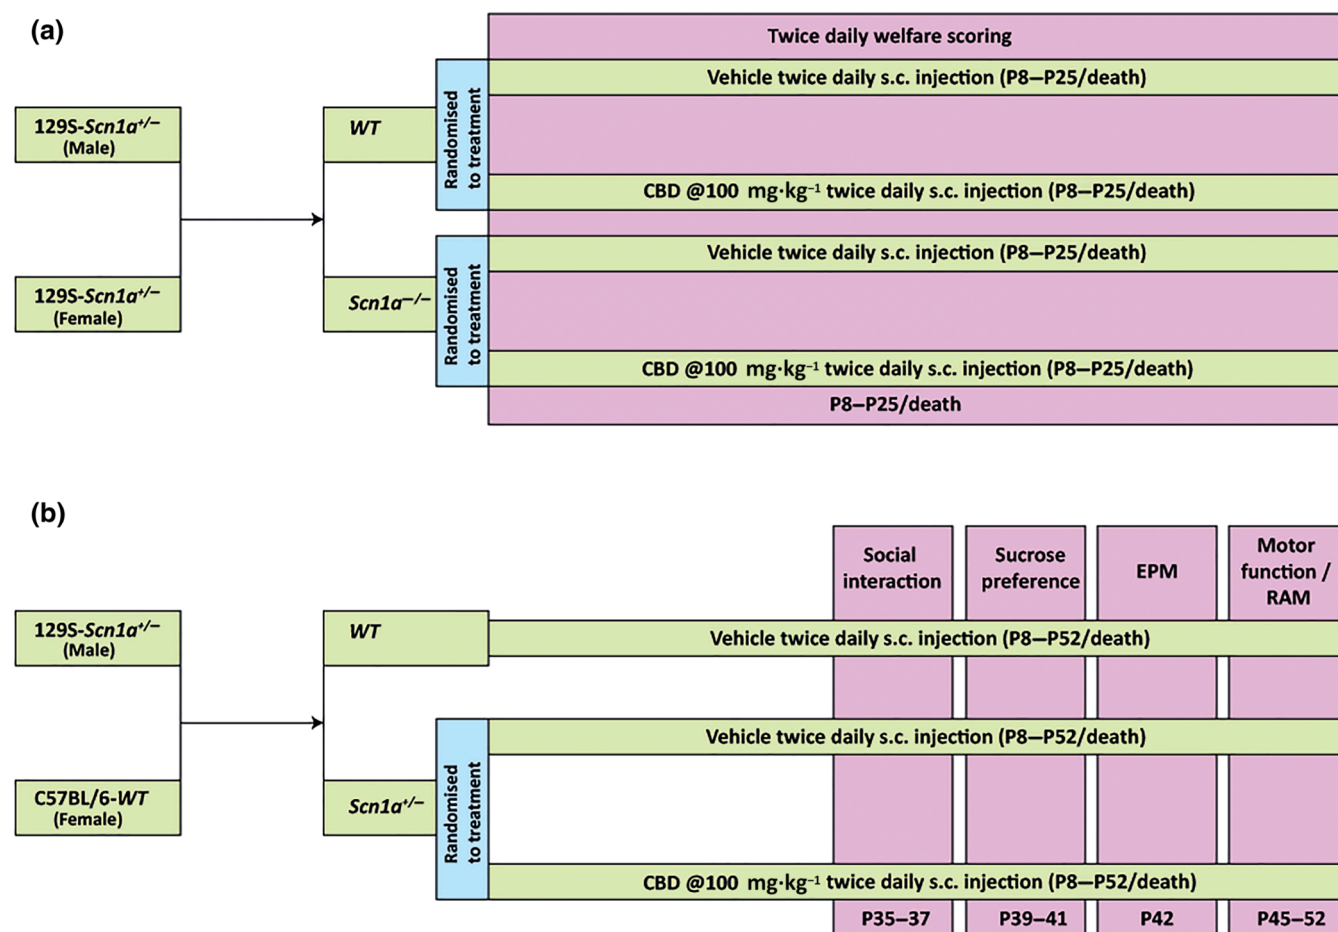 (a)
Twice daily welfare scoring
Vehicle twice daily s.c. injection (P8–P25/death)
129S-Scn1a⁺/⁻
(Male)
WT
Randomised
to treatment
CBD @100 mg·kg⁻¹ twice daily s.c. injection (P8–P25/death)
Vehicle twice daily s.c. injection (P8–P25/death)
129S-Scn1a⁺/⁻
(Female)
Scn1a⁻/⁻
Randomised
to treatment
CBD @100 mg·kg⁻¹ twice daily s.c. injection (P8–P25/death)
P8–P25/death
(b)
Social
interaction
Sucrose
preference
EPM
Motor
function /
RAM
129S-Scn1a⁺/⁻
(Male)
WT
Vehicle twice daily s.c. injection (P8–P52/death)
Vehicle twice daily s.c. injection (P8–P52/death)
C57BL/6-WT
(Female)
Scn1a⁺/⁻
Randomised
to treatment
CBD @100 mg·kg⁻¹ twice daily s.c. injection (P8–P52/death)
P35–37
P39–41
P42
P45–52